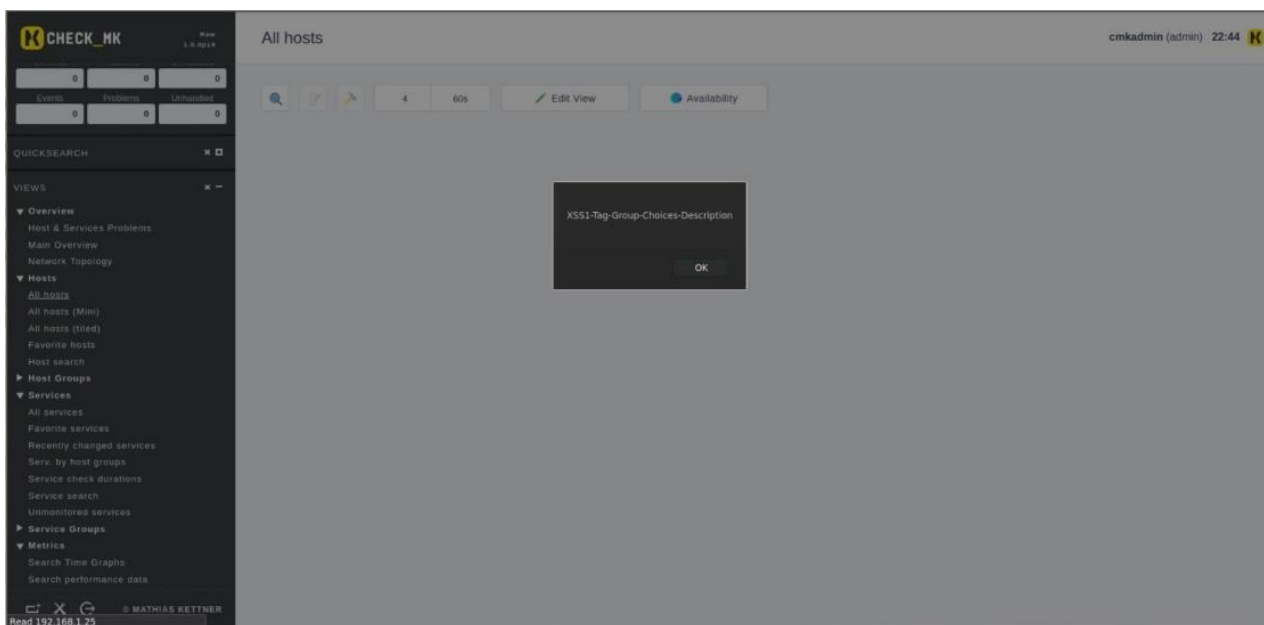 CHECK_MK
All hosts
cmkadmin (admin) 22:44
0 0 0
Events Problems Unhandled
0 0 0
4 60s Edit View Availability
QUICKSEARCH
VIEWS
Overview
Host & Services Problems
Main Overview
Network Topology
Hosts
All hosts
All hosts (Mini)
All hosts (tiled)
Favorite hosts
Host search
Host Groups
Services
All services
Favorite services
Recently changed services
Serv. by host groups
Service check durations
Service search
Unmonitored services
Service Groups
Metrics
Search Time Graphs
Search performance data
© MATHIAS KETTNER
Read 192.168.1.25
XSS1-Tag-Group-Choices-Description
OK